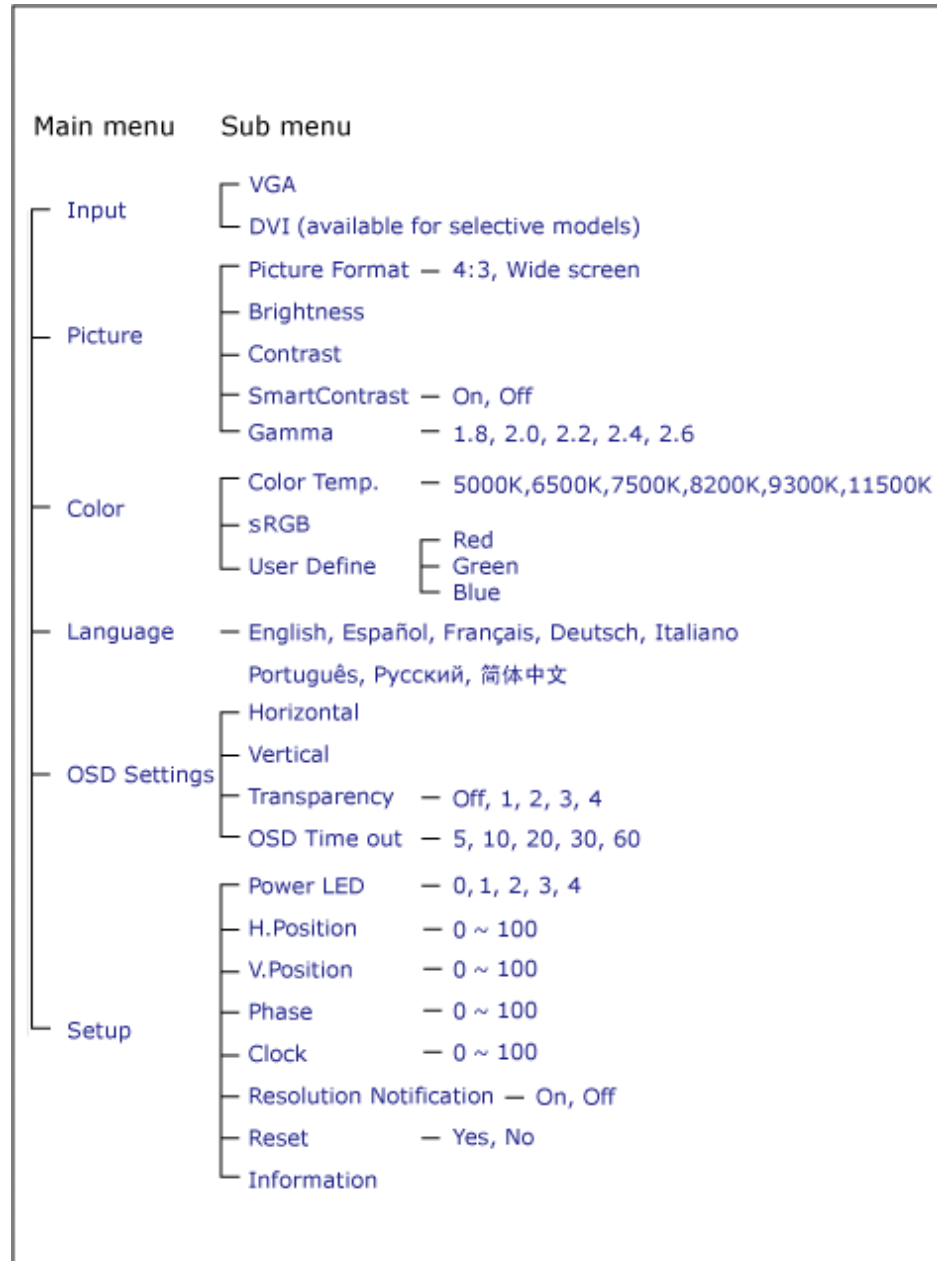 Main menu Sub menu
VGA
Input
DVI (available for selective models)
Picture Format — 4:3, Wide screen
Brightness
Picture
Contrast
SmartContrast — On, Off
Gamma — 1.8, 2.0, 2.2, 2.4, 2.6
Color Temp. — 5000K,6500K,7500K,8200K,9300K,11500K
Color
sRGB
Red
User Define Green
Blue
Language — English, Español, Français, Deutsch, Italiano
Português, Русский, 简体中文
Horizontal
Vertical
OSD Settings
Transparency — Off, 1, 2, 3, 4
OSD Time out — 5, 10, 20, 30, 60
Power LED — 0, 1, 2, 3, 4
H.Position — 0 ~ 100
V.Position — 0 ~ 100
Phase — 0 ~ 100
Setup
Clock — 0 ~ 100
Resolution Notification — On, Off
Reset — Yes, No
Information